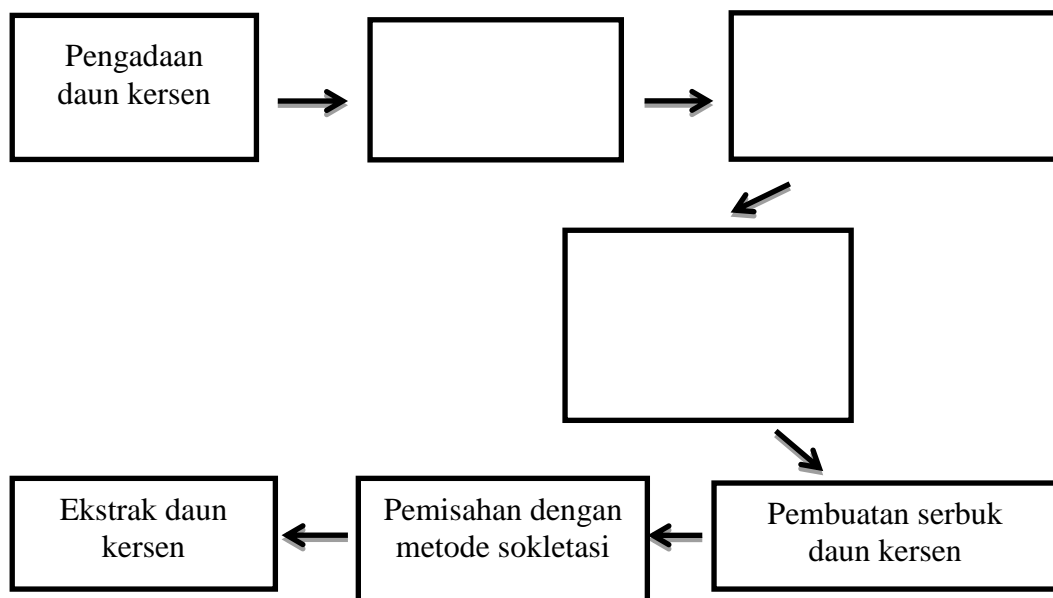 Pengadaan
daun kersen
Pembuatan serbuk
daun kersen
Pemisahan dengan
metode sokletasi
Ekstrak daun
kersen